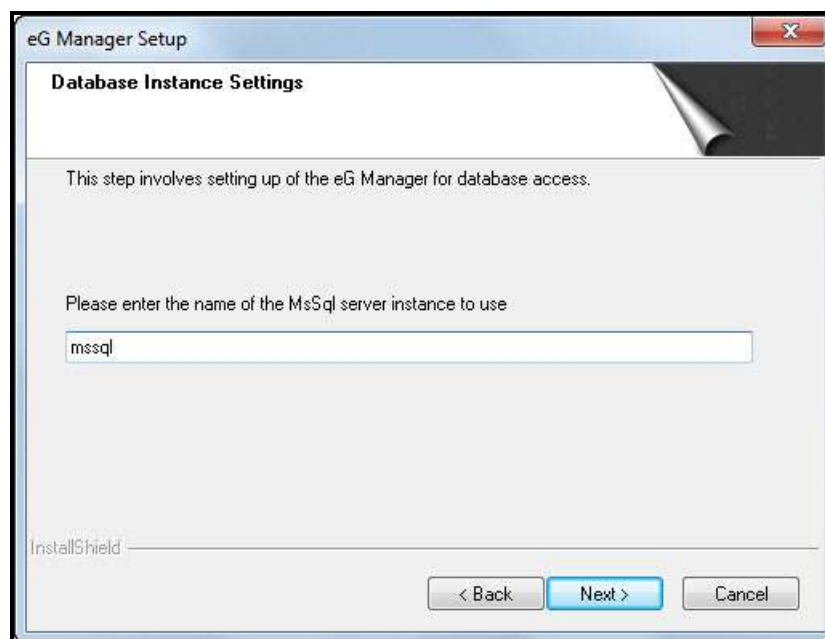 eG Manager Setup
Database Instance Settings
This step involves setting up of the eG Manager for database access.
Please enter the name of the MsSql server instance to use
mssql
InstallShield
< Back Next > Cancel